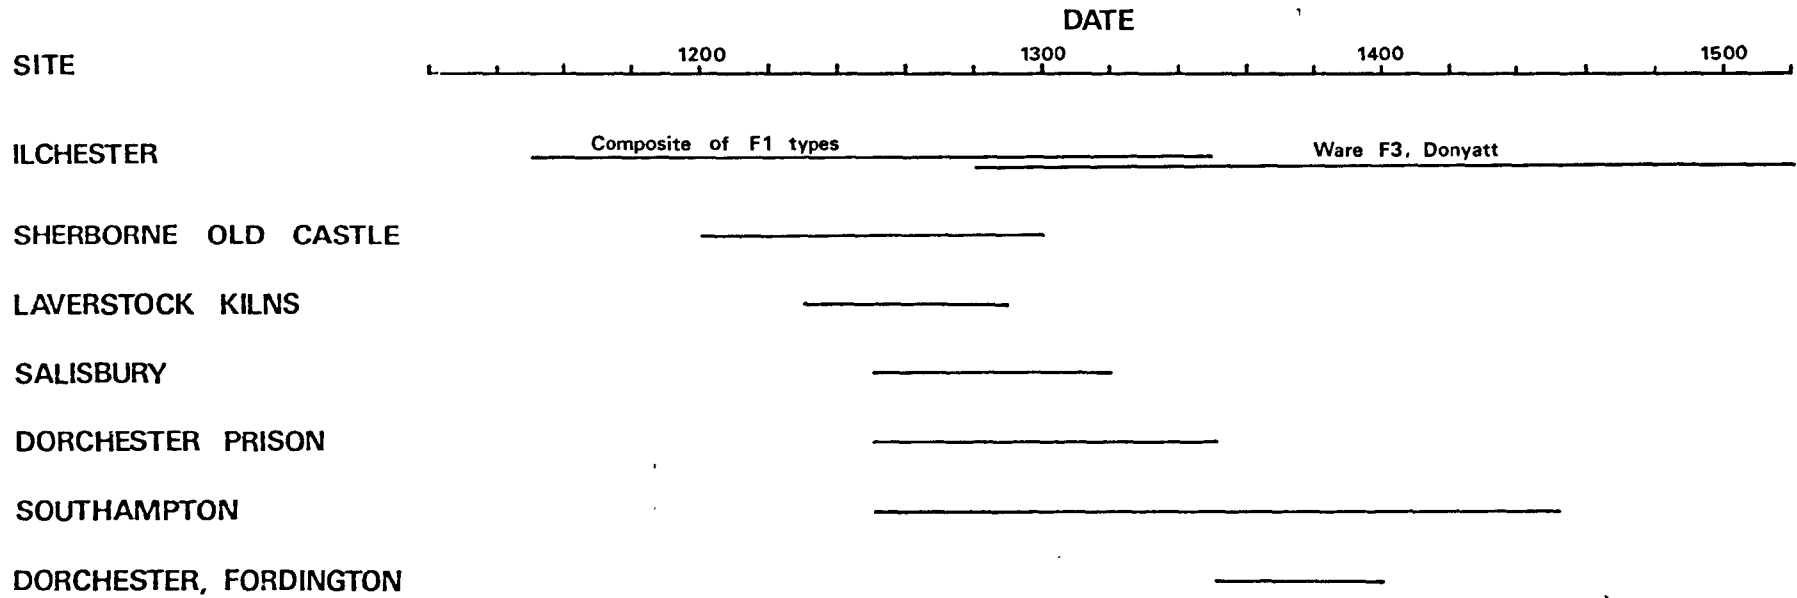 DATE
SITE 1200 1300 1400 1500
ILCHESTER Composite of F1 types Ware F3, Donyatt
SHERBORNE OLD CASTLE
LAVERSTOCK KILNS
SALISBURY
DORCHESTER PRISON
SOUTHAMPTON
DORCHESTER, FORDINGTON